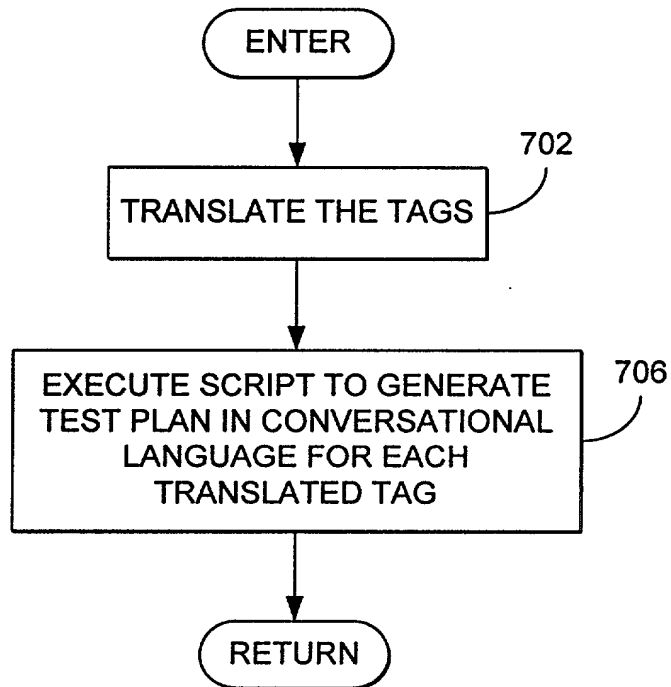 ENTER
702
TRANSLATE THE TAGS
706
EXECUTE SCRIPT TO GENERATE
TEST PLAN IN CONVERSATIONAL
LANGUAGE FOR EACH
TRANSLATED TAG
RETURN